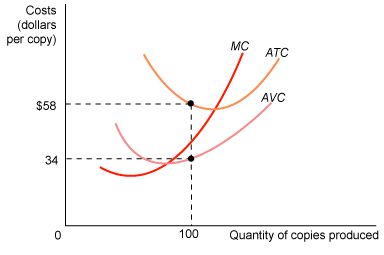 Costs
(dollars
per copy)
MC
ATC
AVC
$58
34
0
100
Quantity of copies produced